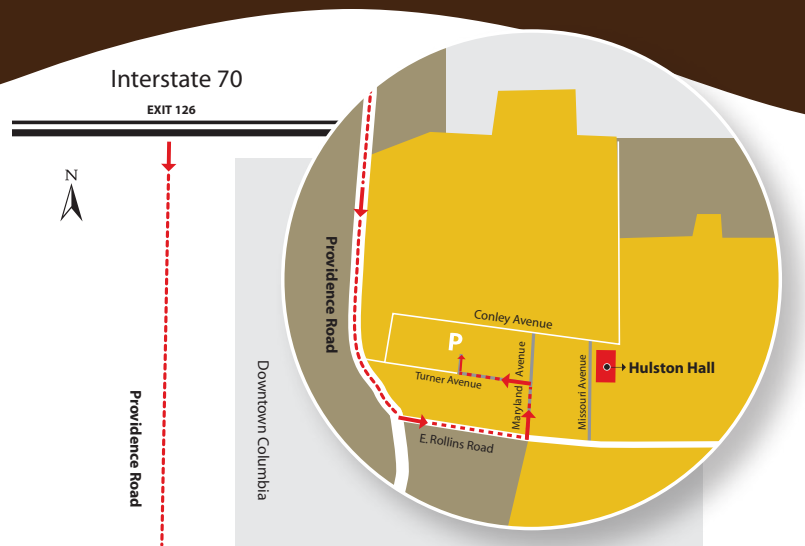 Interstate 70
EXIT 126
N
Providence Road
Conley Avenue
P
Maryland Avenue
Missouri Avenue
Hulston Hall
Turner Avenue
E. Rollins Road
Downtown Columbia
Providence Road